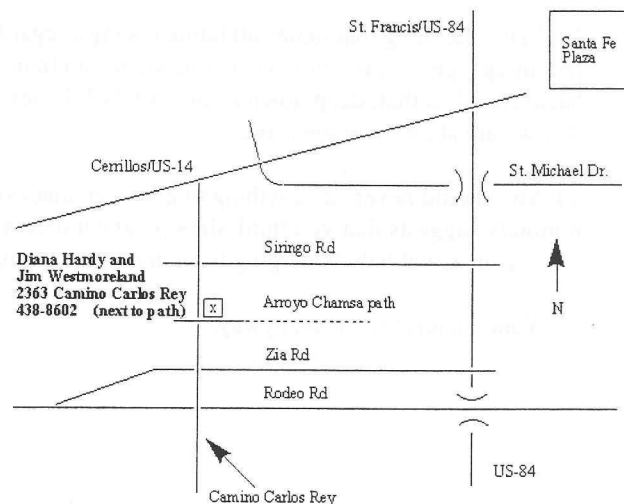 St. Francis/US-84
Santa Fe
Plaza
Cerrillos/US-14
St. Michael Dr.
Siringo Rd
Diana Hardy and
Jim Westmoreland
2363 Camino Carlos Rey
438-8602 (next to path)
x
Arroyo Chamsa path
N
Zia Rd
Rodeo Rd
US-84
Camino Carlos Rey